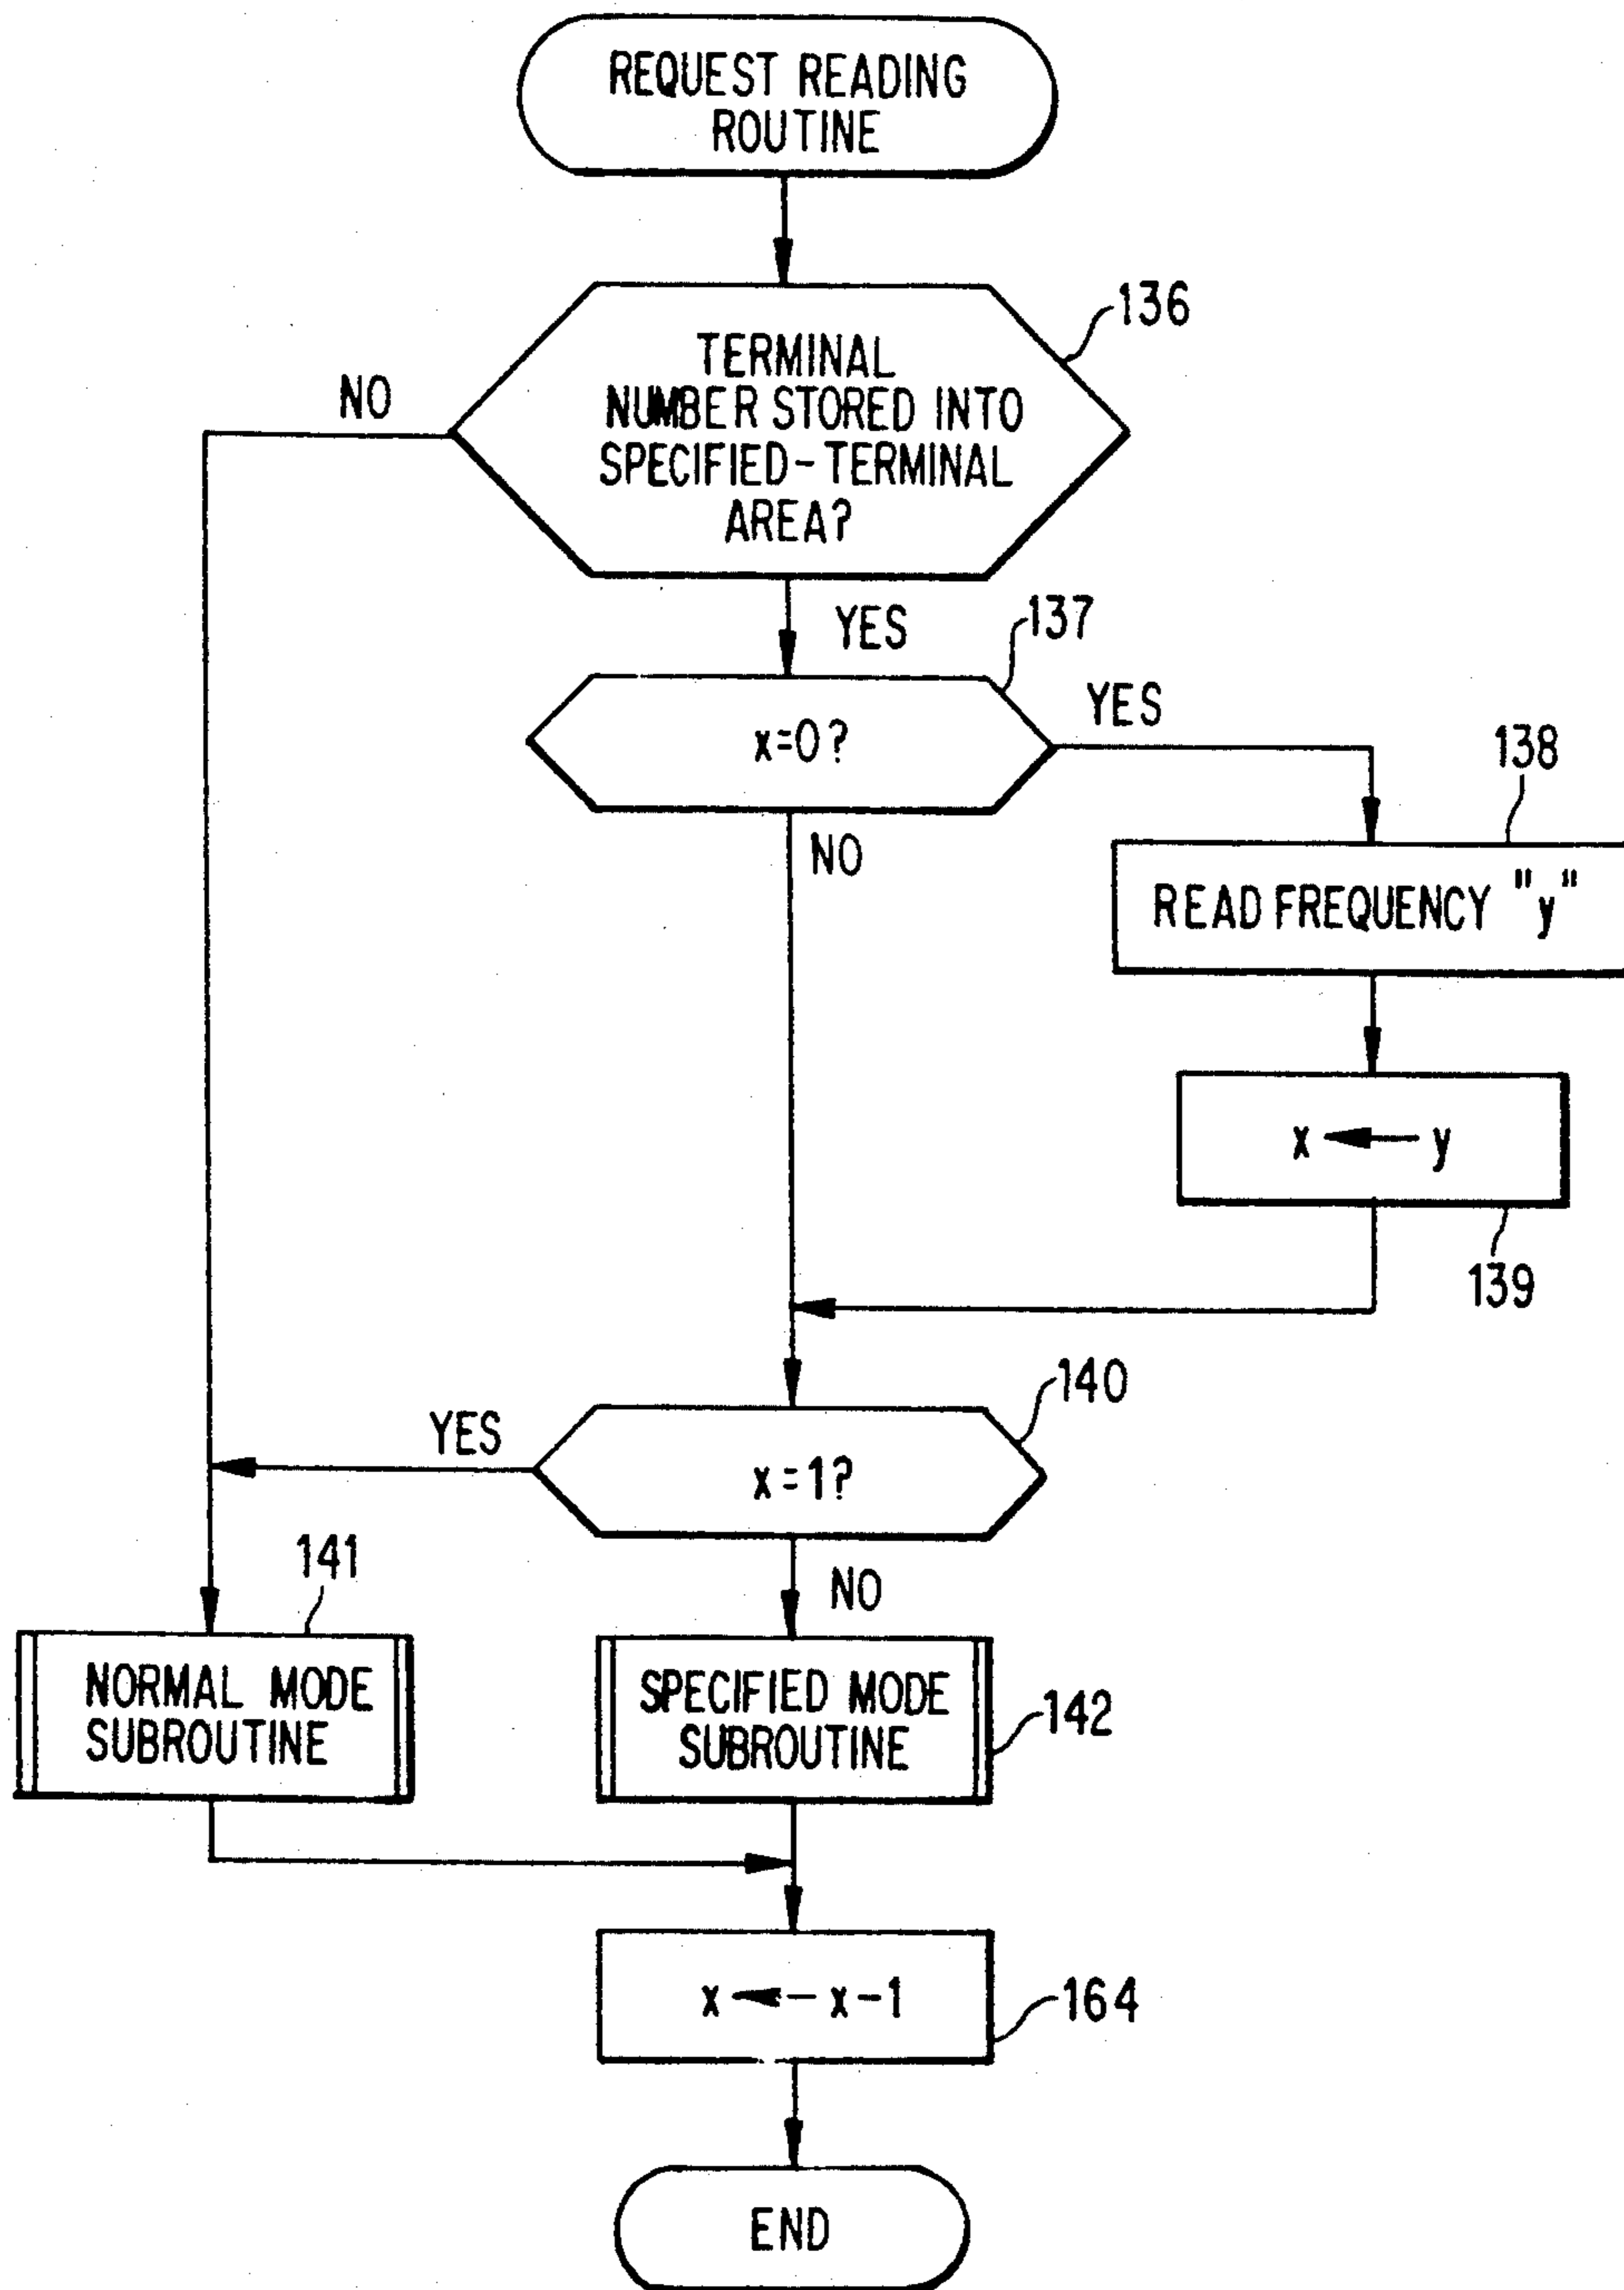 REQUEST READING
ROUTINE
136
TERMINAL
NUMBER STORED INTO
SPECIFIED-TERMINAL
AREA?
NO
YES
137
x=0?
YES
NO
138
READ FREQUENCY "y"
x ← y
139
140
x=1?
YES
NO
141
NORMAL MODE
SUBROUTINE
SPECIFIED MODE
SUBROUTINE
142
x ← x-1
164
END